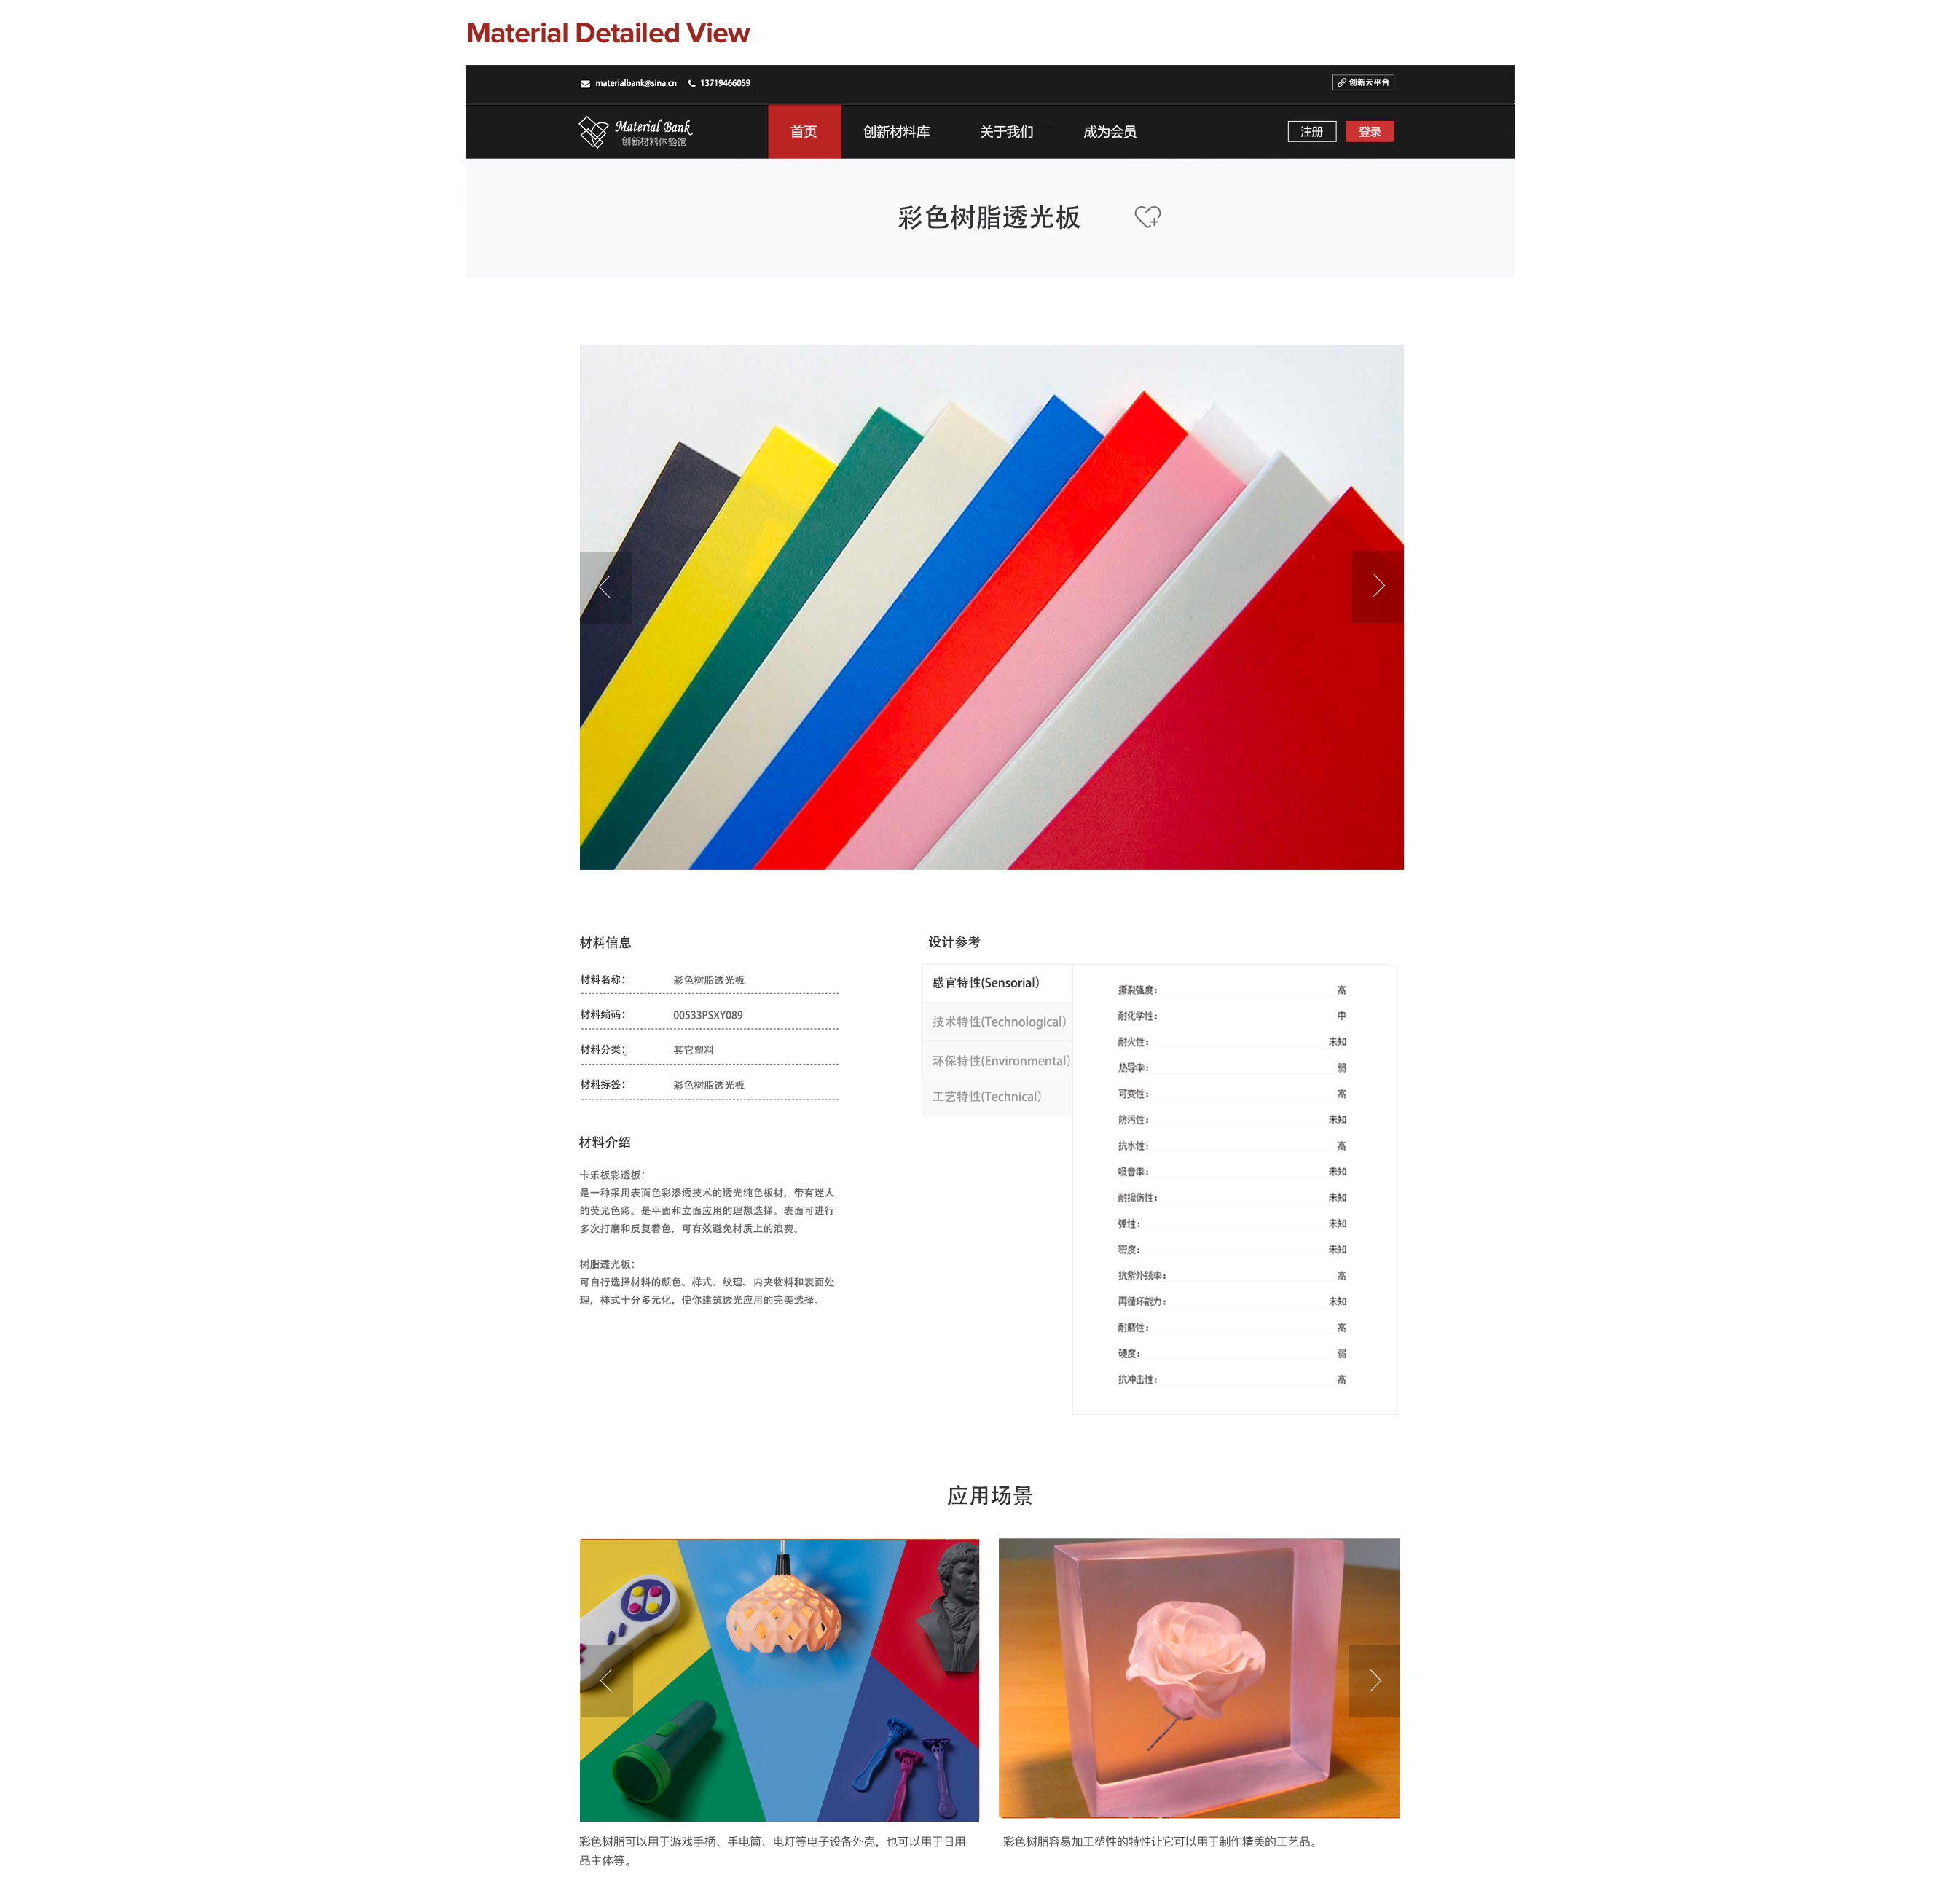 Material Detailed View
materialbank@sina.cn 13719466059 创新云平台
Material Bank
创新材料体验馆
首页 创新材料库 关于我们 成为会员 注册 登录
彩色树脂透光板
材料信息
材料名称： 彩色树脂透光板
材料编码： 00533PSXY089
材料分类： 其它塑料
材料标签： 彩色树脂透光板
材料介绍
卡乐板彩透板：
是一种采用表面色彩渗透技术的透光纯色板材，带有迷人
的荧光色彩。是平面和立面应用的理想选择。表面可进行
多次打磨和反复着色，可有效避免材质上的浪费。
树脂透光板：
可自行选择材料的颜色、样式、纹理、内夹物料和表面处
理，样式十分多元化，使你建筑透光应用的完美选择。
设计参考
感官特性(Sensorial）
技术特性(Technological）
环保特性(Environmental）
工艺特性(Technical）
撕裂强度： 高
耐化学性： 中
耐火性： 未知
热导率： 弱
可变性： 高
防污性： 未知
抗水性： 高
吸音率： 未知
耐擦伤性： 未知
弹性： 未知
密度： 未知
抗紫外线率： 高
再循环能力： 未知
耐磨性： 高
硬度： 弱
抗冲击性： 高
应用场景
彩色树脂可以用于游戏手柄、手电筒、电灯等电子设备外壳，也可以用于日用
品主体等。
彩色树脂容易加工塑性的特性让它可以用于制作精美的工艺品。